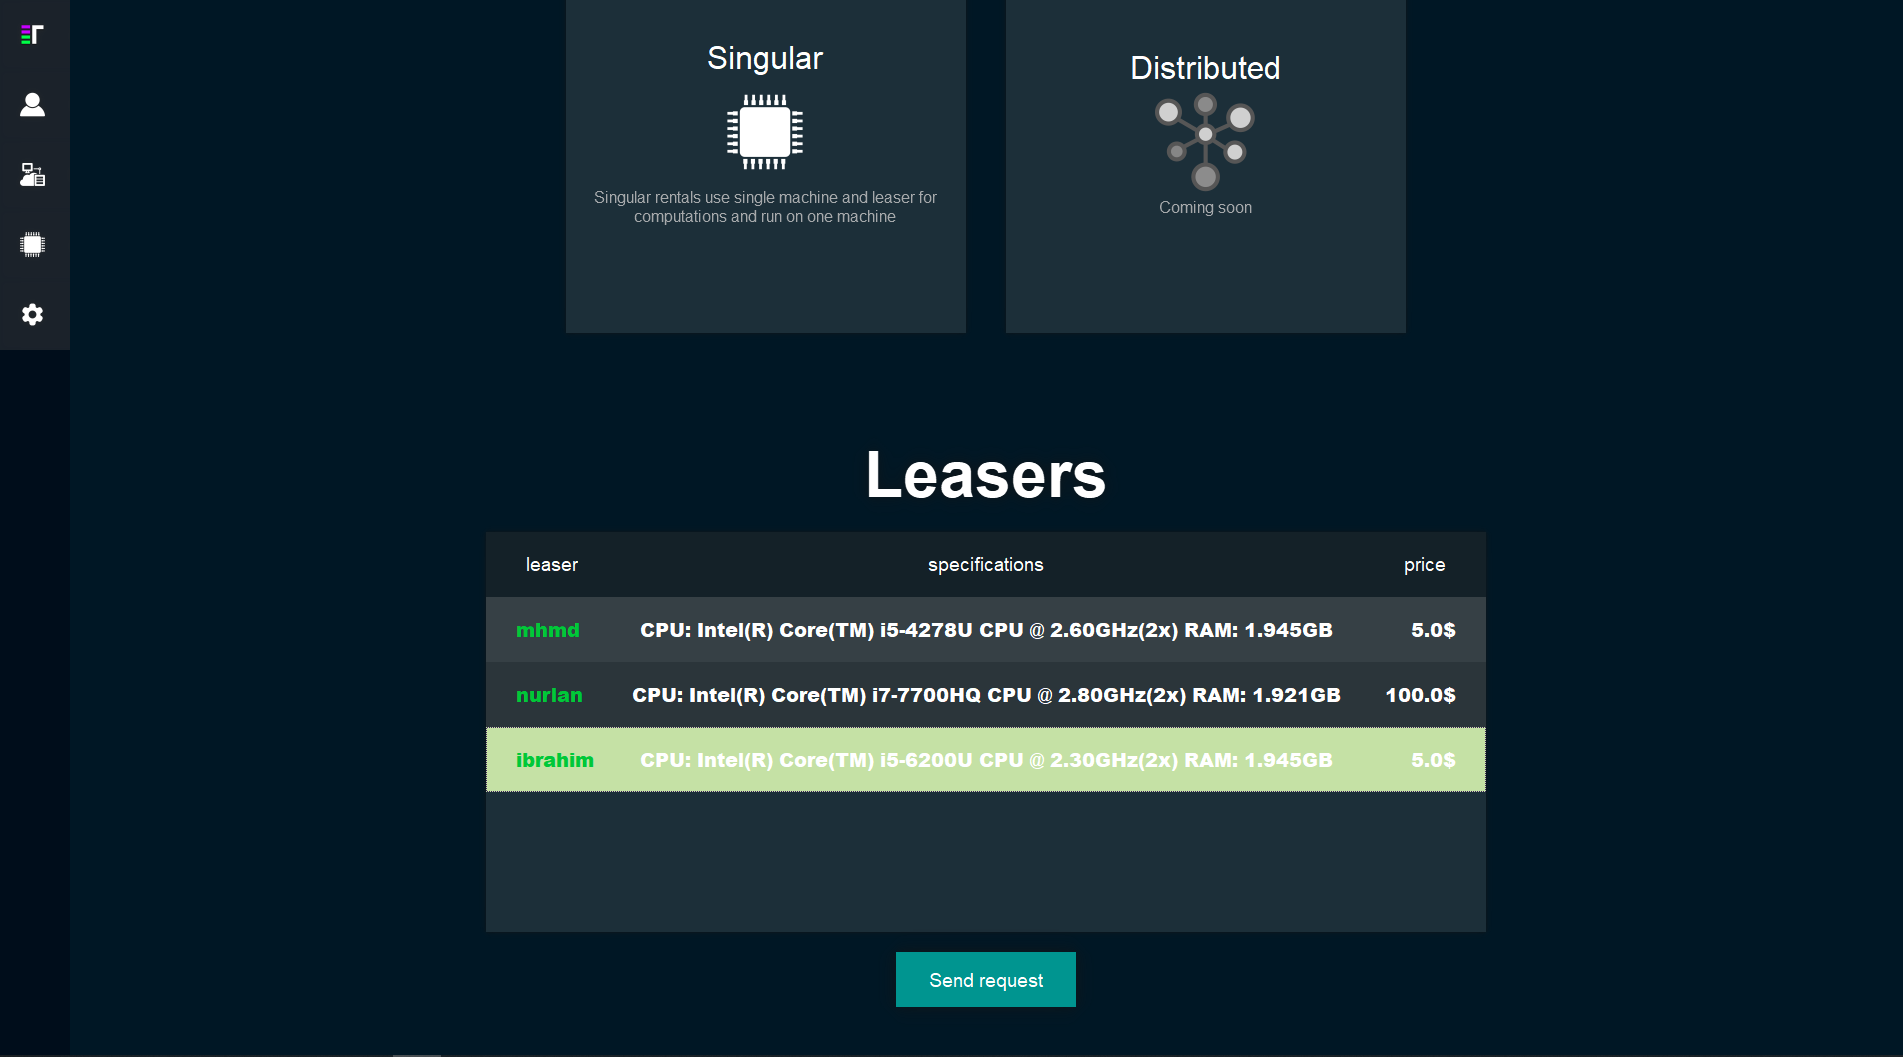 Singular
Singular rentals use single machine and leaser for
computations and run on one machine
Distributed
Coming soon
Leasers
leaser specifications price
mhmd CPU: Intel(R) Core(TM) i5-4278U CPU @ 2.60GHz(2x) RAM: 1.945GB 5.0$
nurlan CPU: Intel(R) Core(TM) i7-7700HQ CPU @ 2.80GHz(2x) RAM: 1.921GB 100.0$
ibrahim CPU: Intel(R) Core(TM) i5-6200U CPU @ 2.30GHz(2x) RAM: 1.945GB 5.0$
Send request